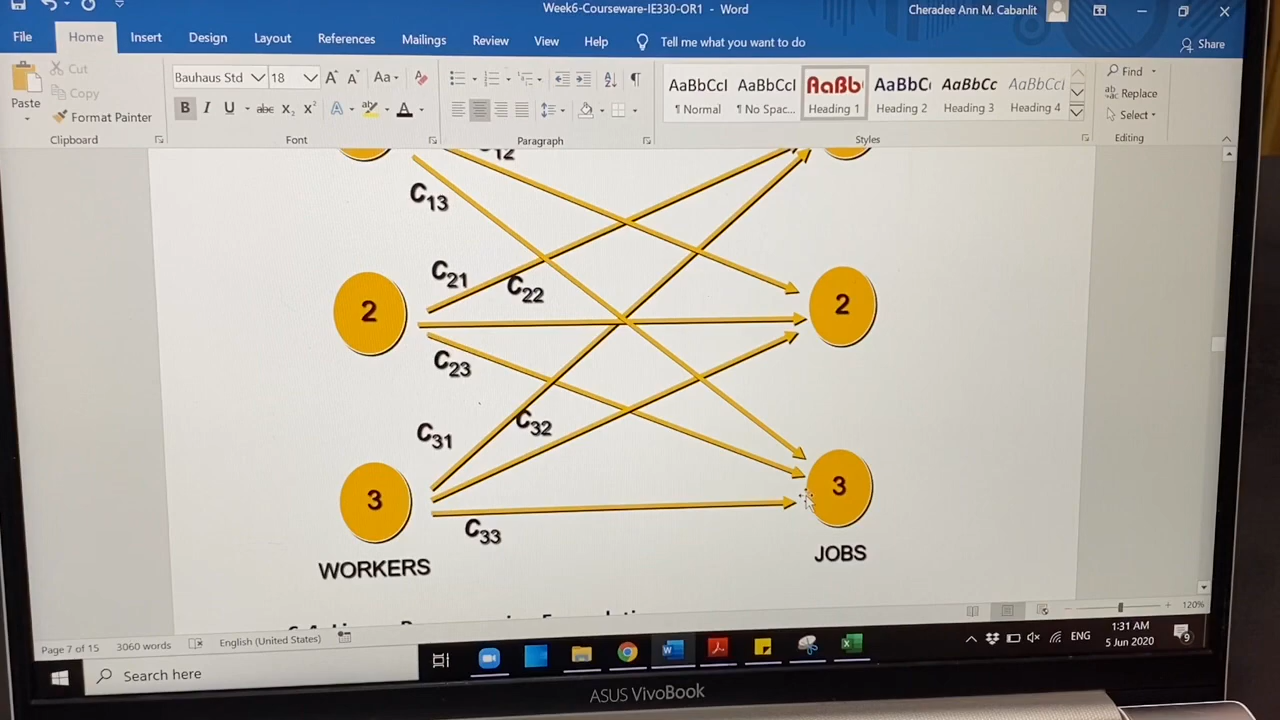 Week6-Courseware-IE330-OR1 - Word
Cheradee Ann M. Cabanlit
File Home Insert Design Layout References Mailings Review View Help Tell me what you want to do Share
Paste
Cut
Copy
Format Painter
Bauhaus Std 18
Clipboard Font Paragraph Styles Editing
AaBbCcI AaBbCcI AaBb AaBbC AaBbCc AaBbCcI
¶ Normal ¶ No Spac... Heading 1 Heading 2 Heading 3 Heading 4
Find
Replace
Select
C12
C13
C21
C22
2
2
C23
C31
C32
3
3
C33
WORKERS
JOBS
Page 7 of 15 3060 words English (United States) 120%
Search here
ENG
1:31 AM
5 Jun 2020
9
ASUS VivoBook